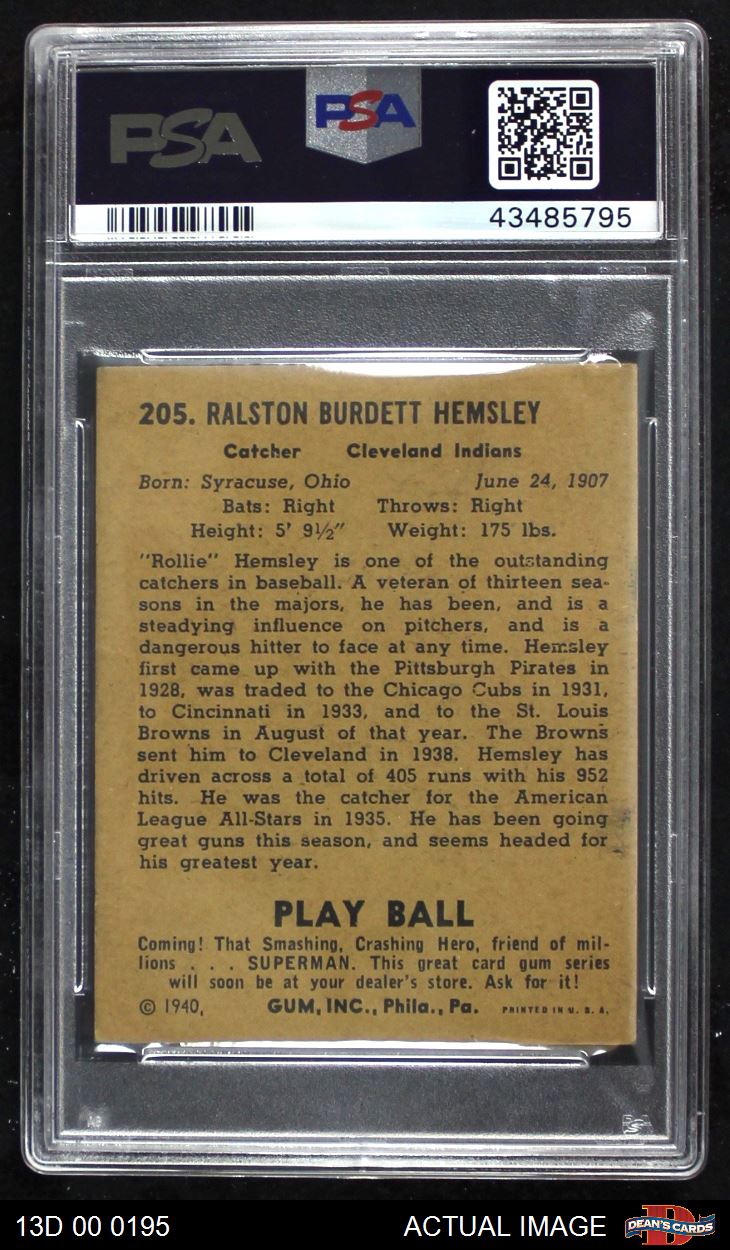 PSA
PSA
43485795
205. RALSTON BURDETT HEMSLEY
Catcher Cleveland Indians
Born: Syracuse, Ohio June 24, 1907
Bats: Right Throws: Right
Height: 5' 9½" Weight: 175 lbs.
"Rollie" Hemsley is one of the outstanding
catchers in baseball. A veteran of thirteen sea-
sons in the majors, he has been, and is a
steadying influence on pitchers, and is a
dangerous hitter to face at any time. Hemsley
first came up with the Pittsburgh Pirates in
1928, was traded to the Chicago Cubs in 1931,
to Cincinnati in 1933, and to the St. Louis
Browns in August of that year. The Browns
sent him to Cleveland in 1938. Hemsley has
driven across a total of 405 runs with his 952
hits. He was the catcher for the American
League All-Stars in 1935. He has been going
great guns this season, and seems headed for
his greatest year.
PLAY BALL
Coming! That Smashing, Crashing Hero, friend of mil-
lions . . . SUPERMAN. This great card gum series
will soon be at your dealer's store. Ask for it!
© 1940, GUM, INC., Phila., Pa. PRINTED IN U. S. A.
13D 00 0195 ACTUAL IMAGE DEAN'S CARDS